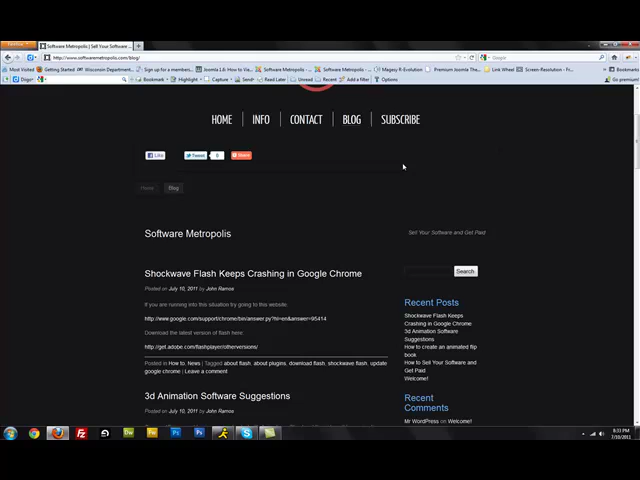 Software Metropolis | Sell Your Software ...
http://www.softwaremetropolis.com/blog/
Google
Most Visited Getting Started Wisconsin Department... Sign up for a members... Joomla 1.6: How to Vie... Software Metropolis -... Software Metropolis -... Magesy R-Evolution Premium Joomla The... Link Wheel Screen-Resolution - Fr... Bookmarks
Diigo Bookmark Highlight Capture Send Read Later Unread Recent Add a filter Options Go premium!
HOME INFO CONTACT BLOG SUBSCRIBE
Like Tweet 0 Share
Home Blog
Software Metropolis
Sell Your Software and Get Paid
Search
Shockwave Flash Keeps Crashing in Google Chrome
Posted on July 10, 2011 by John Ramos
If you are running into this situation try going to this website:
http://www.google.com/support/chrome/bin/answer.py?hl=en&answer=95414
Download the latest version of flash here:
http://get.adobe.com/flashplayer/otherversions/
Posted in How to, News | Tagged about flash, about plugins, download flash, shockwave flash, update
google chrome | Leave a comment
3d Animation Software Suggestions
Posted on July 10, 2011 by John Ramos
Recent Posts
Shockwave Flash Keeps
Crashing in Google Chrome
3d Animation Software
Suggestions
How to create an animated flip
book
How to Sell Your Software and
Get Paid
Welcome!
Recent
Comments
Mr WordPress on Welcome!
8:33 PM
7/10/2011